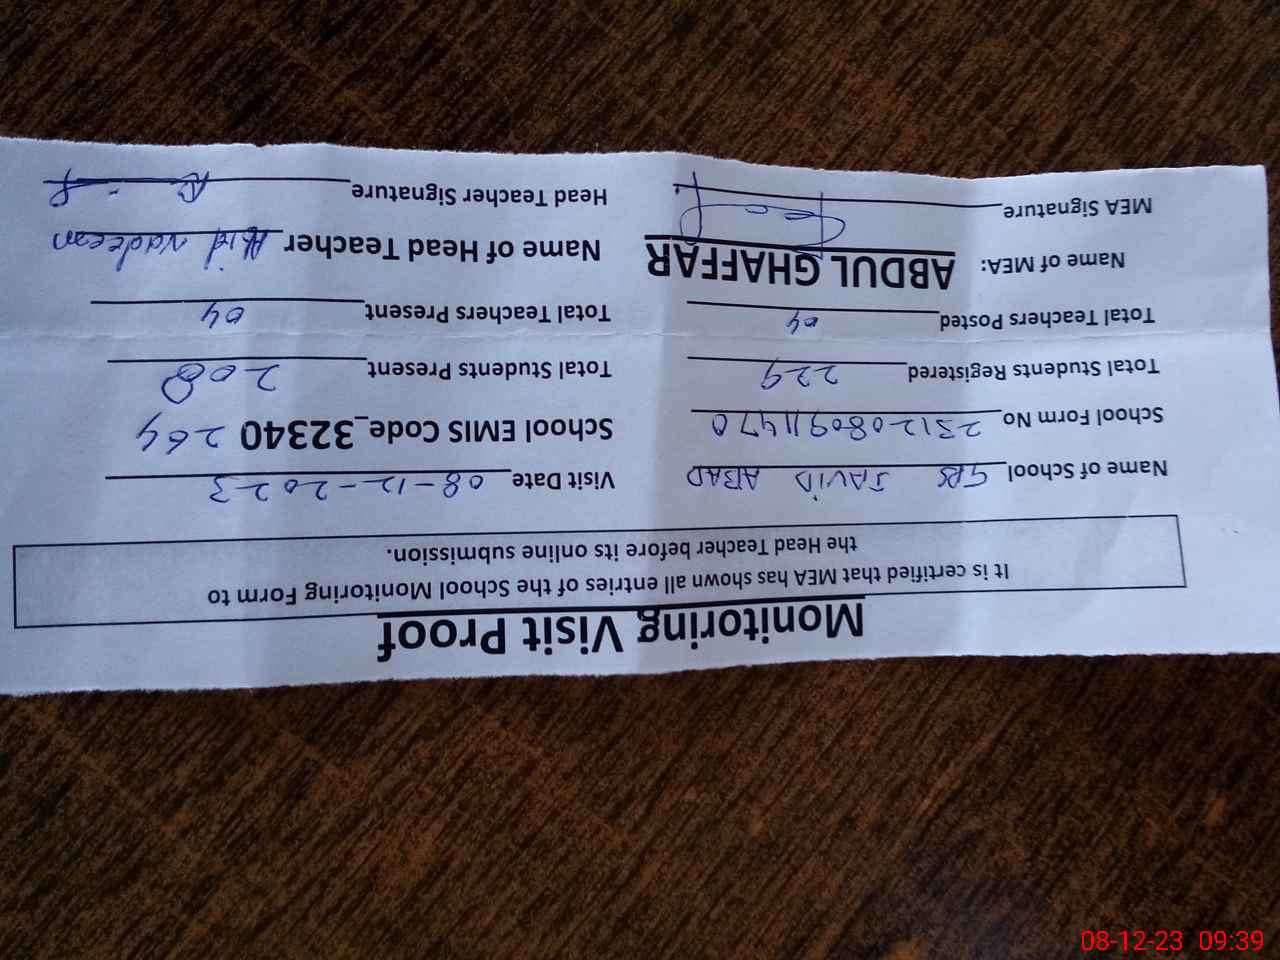 Monitoring Visit Proof
It is certified that MEA has shown all entries of the School Monitoring Form to
the Head Teacher before its online submission.
Name of School GPS JAVID ABAD Visit Date 08-12-2023
School Form No 2312080911470 School EMIS Code_32340 264
Total Students Registered 229 Total Students Present 208
Total Teachers Posted 04 Total Teachers Present 04
Name of MEA: ABDUL GHAFFAR Name of Head Teacher Abid Nadeem
MEA Signature Head Teacher Signature
08-12-23 09:39